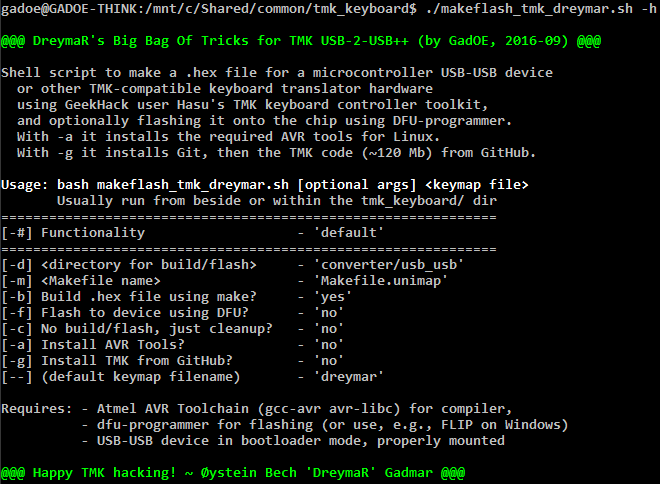 gadoe@GADOE-THINK:/mnt/c/Shared/common/tmk_keyboard$ ./makeflash_tmk_dreymar.sh -h
@@@ DreymaR's Big Bag Of Tricks for TMK USB-2-USB++ (by GadOE, 2016-09) @@@
Shell script to make a .hex file for a microcontroller USB-USB device
  or other TMK-compatible keyboard translator hardware
  using GeekHack user Hasu's TMK keyboard controller toolkit,
  and optionally flashing it onto the chip using DFU-programmer.
  With -a it installs the required AVR tools for Linux.
  With -g it installs Git, then the TMK code (~120 Mb) from GitHub.
Usage: bash makeflash_tmk_dreymar.sh [optional args] <keymap file>
       Usually run from beside or within the tmk_keyboard/ dir
==============================================================
[-#] Functionality                   - 'default'
==============================================================
[-d] <directory for build/flash>     - 'converter/usb_usb'
[-m] <Makefile name>                 - 'Makefile.unimap'
[-b] Build .hex file using make?     - 'yes'
[-f] Flash to device using DFU?      - 'no'
[-c] No build/flash, just cleanup?   - 'no'
[-a] Install AVR Tools?              - 'no'
[-g] Install TMK from GitHub?        - 'no'
[--] (default keymap filename)       - 'dreymar'
Requires: - Atmel AVR Toolchain (gcc-avr avr-libc) for compiler,
          - dfu-programmer for flashing (or use, e.g., FLIP on Windows)
          - USB-USB device in bootloader mode, properly mounted
@@@ Happy TMK hacking! ~ Øystein Bech 'DreymaR' Gadmar @@@